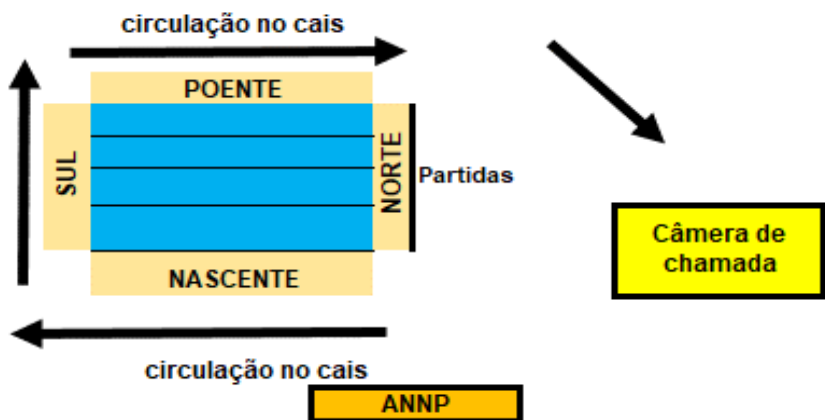 circulação no cais
POENTE
SUL
NORTE
Partidas
Câmera de
chamada
NASCENTE
circulação no cais
ANNP